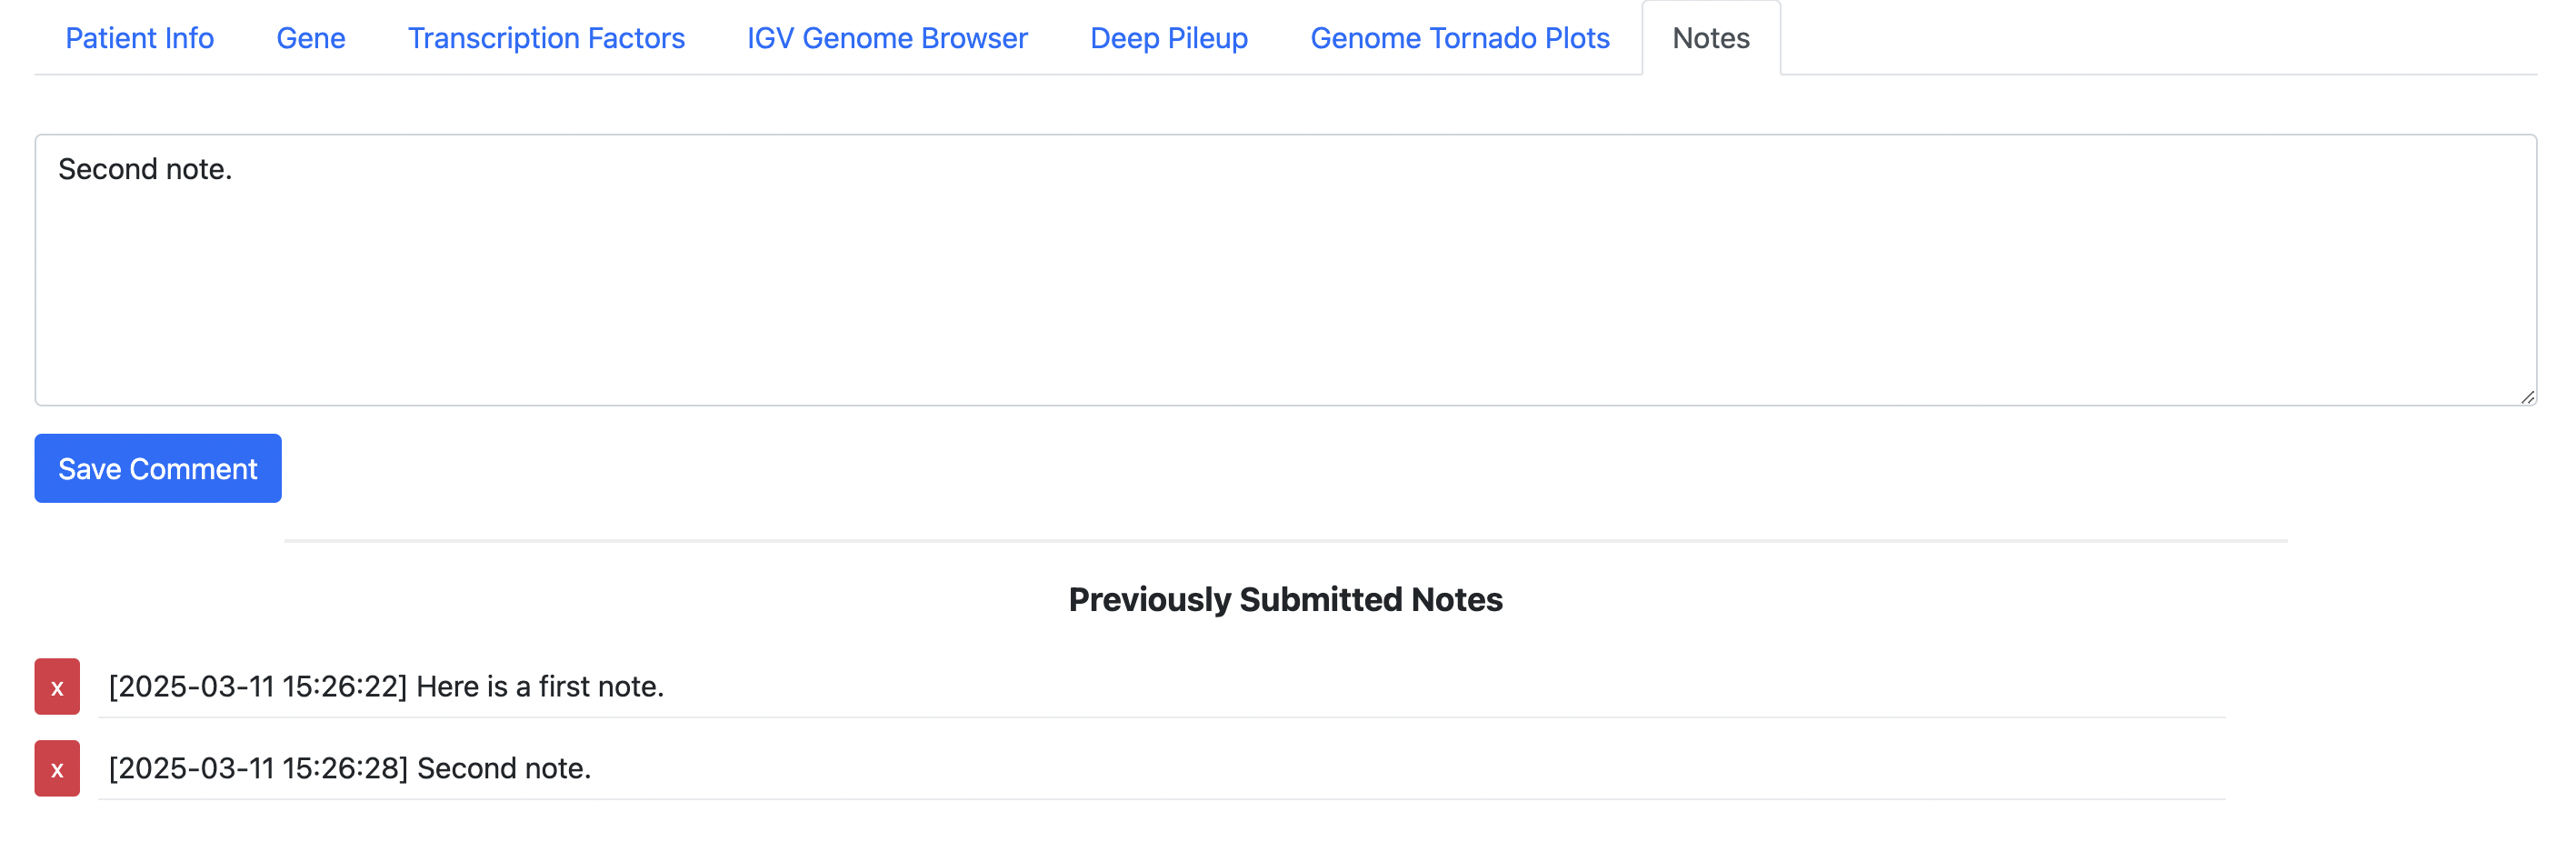 Patient Info Gene Transcription Factors IGV Genome Browser Deep Pileup Genome Tornado Plots Notes
Second note.
Save Comment
Previously Submitted Notes
x [2025-03-11 15:26:22] Here is a first note.
x [2025-03-11 15:26:28] Second note.